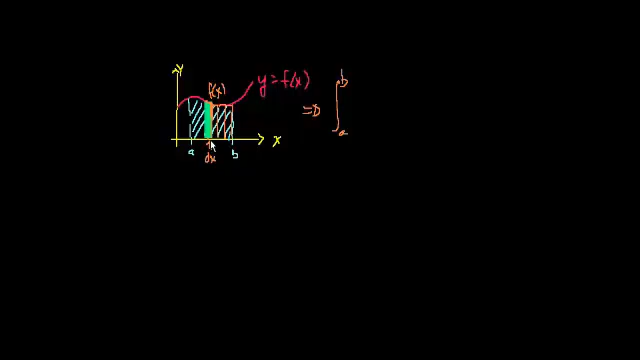 y
f(x)
y=f(x)
b
⇒ ∫
a
x
a
b
dx